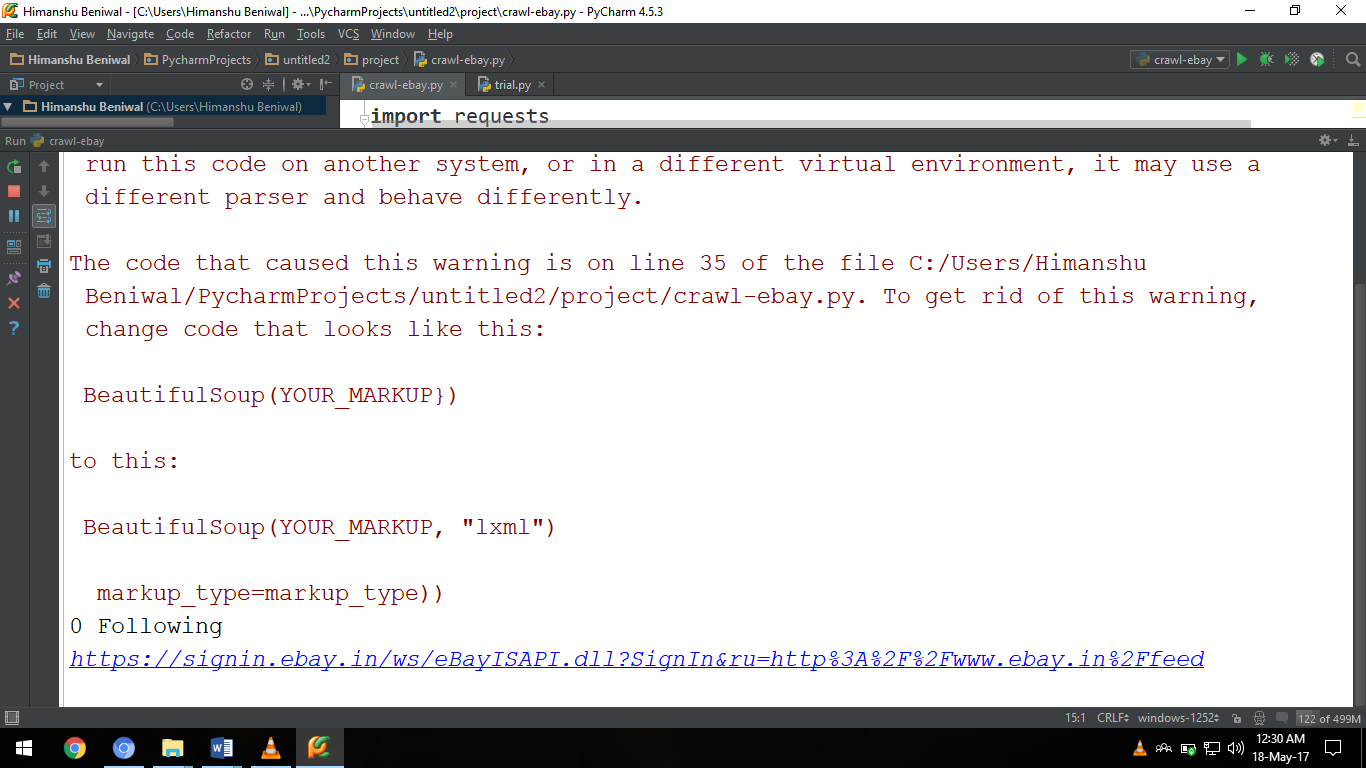 Himanshu Beniwal - [C:\Users\Himanshu Beniwal] - ...\PycharmProjects\untitled2\project\crawl-ebay.py - PyCharm 4.5.3
File Edit View Navigate Code Refactor Run Tools VCS Window Help
Himanshu Beniwal PycharmProjects untitled2 project crawl-ebay.py crawl-ebay
Project crawl-ebay.py trial.py
Himanshu Beniwal (C:\Users\Himanshu Beniwal)
import requests
Run crawl-ebay
run this code on another system, or in a different virtual environment, it may use a
different parser and behave differently.
The code that caused this warning is on line 35 of the file C:/Users/Himanshu
Beniwal/PycharmProjects/untitled2/project/crawl-ebay.py. To get rid of this warning,
change code that looks like this:
BeautifulSoup(YOUR_MARKUP})
to this:
BeautifulSoup(YOUR_MARKUP, "lxml")
markup_type=markup_type))
0 Following
https://signin.ebay.in/ws/eBayISAPI.dll?SignIn&ru=http%3A%2F%2Fwww.ebay.in%2Ffeed
15:1 CRLF windows-1252 122 of 499M
12:30 AM
18-May-17